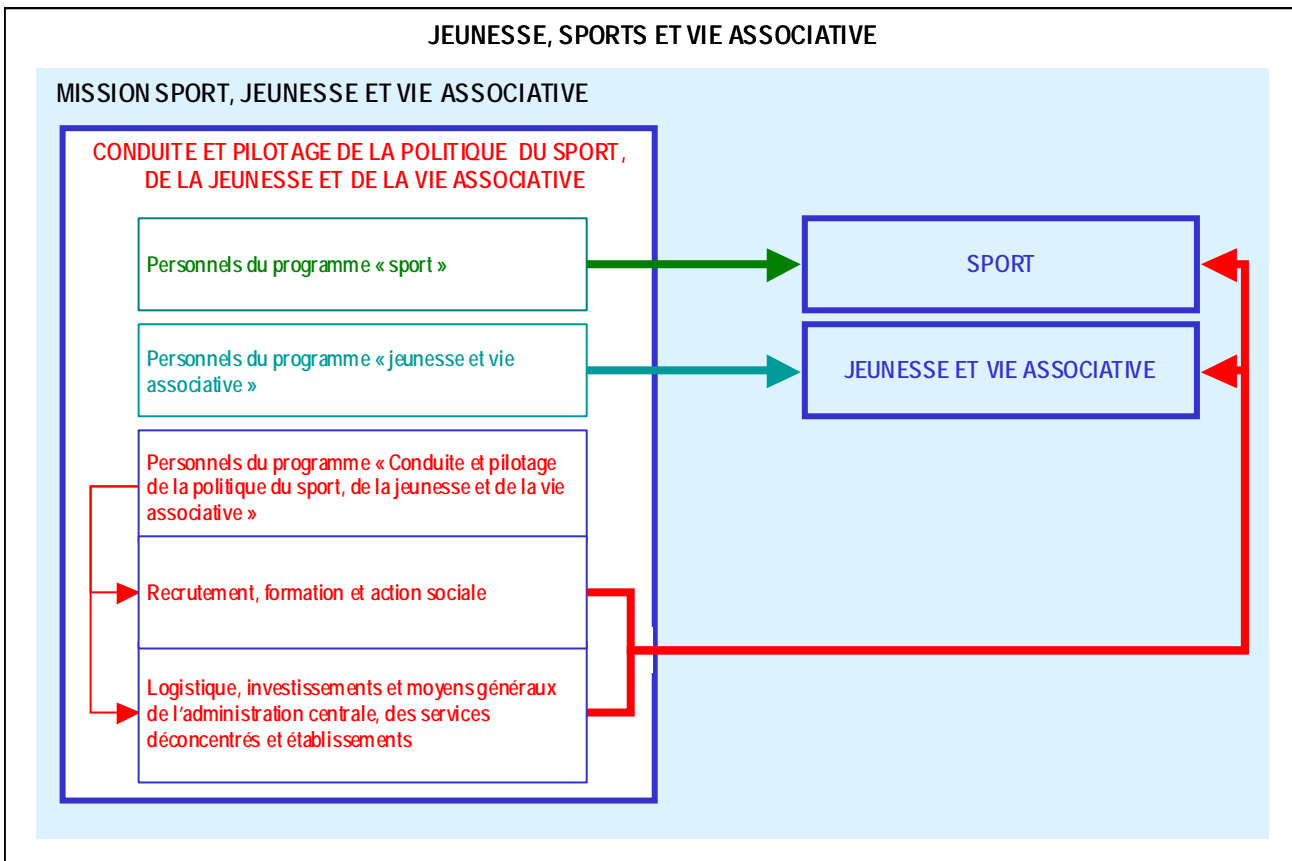 JEUNESSE, SPORTS ET VIE ASSOCIATIVE
MISSION SPORT, JEUNESSE ET VIE ASSOCIATIVE
CONDUITE ET PILOTAGE DE LA POLITIQUE DU SPORT,
DE LA JEUNESSE ET DE LA VIE ASSOCIATIVE
Personnels du programme « sport »
SPORT
Personnels du programme « jeunesse et vie
associative »
JEUNESSE ET VIE ASSOCIATIVE
Personnels du programme « Conduite et pilotage
de la politique du sport, de la jeunesse et de la vie
associative »
Recrutement, formation et action sociale
Logistique, investissements et moyens généraux
de l'administration centrale, des services
déconcentrés et établissements